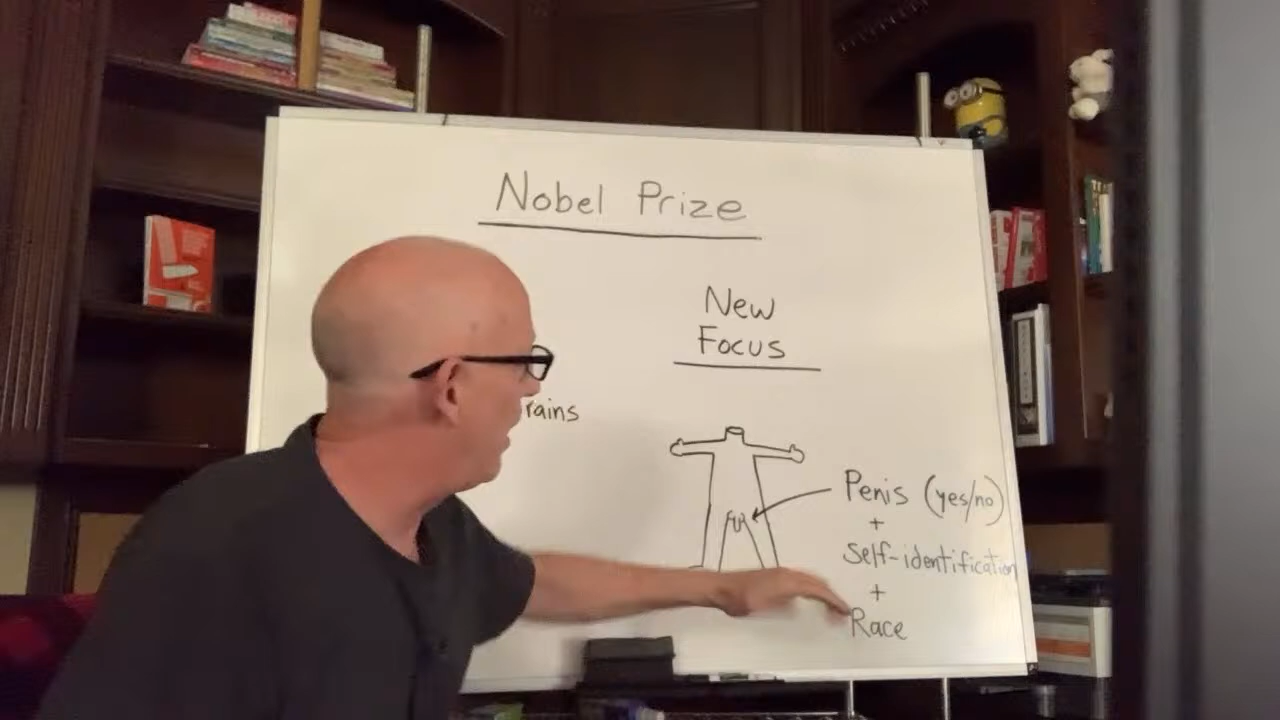 Nobel Prize
New
Focus
rains
Penis (yes/no)
+
Self-identification
+
Race